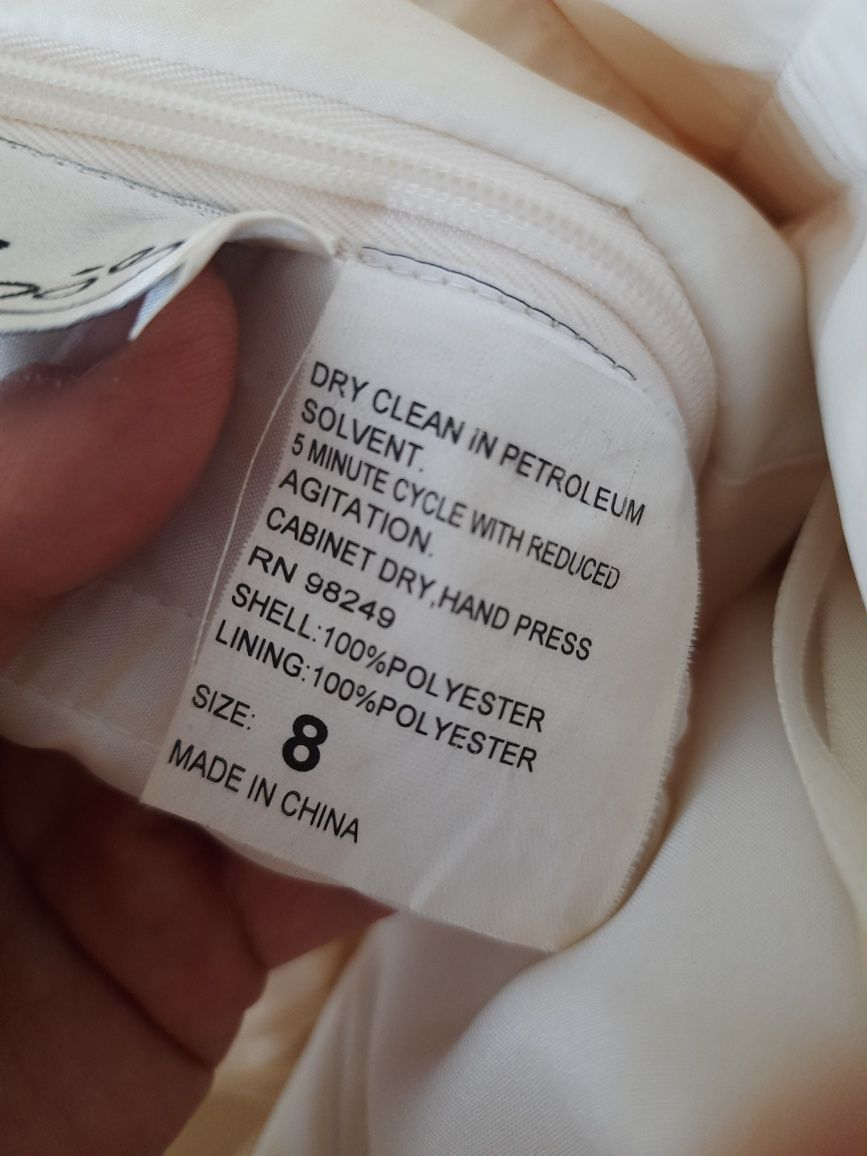 DRY CLEAN iN PETROLEUM
SOLVENT.
5 MINUTE CYCLE WITH REDUCED
AGITATION.
CABINET DRY,HAND PRESS
RN 98249
SHELL:100%POLYESTER
LINING:100%POLYESTER
SIZE: 8
MADE IN CHINA